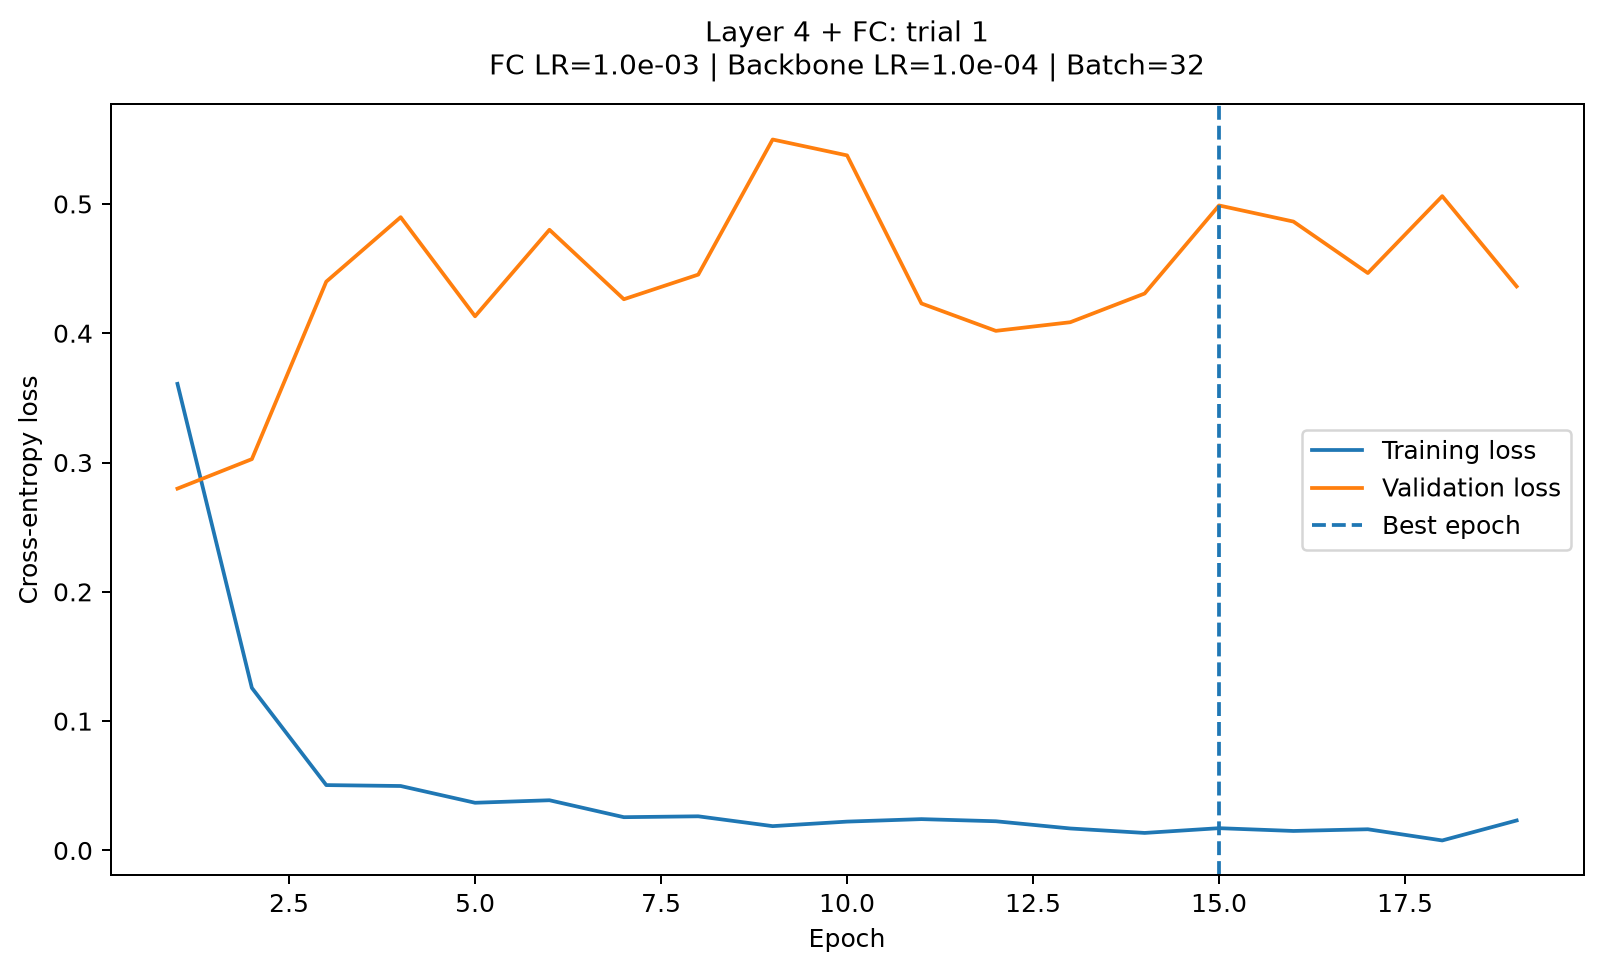 Layer 4 + FC: trial 1
FC LR=1.0e-03 | Backbone LR=1.0e-04 | Batch=32
Cross-entropy loss
0.5
0.4
0.3
0.2
0.1
0.0
Training loss
Validation loss
Best epoch
2.5 5.0 7.5 10.0 12.5 15.0 17.5
Epoch